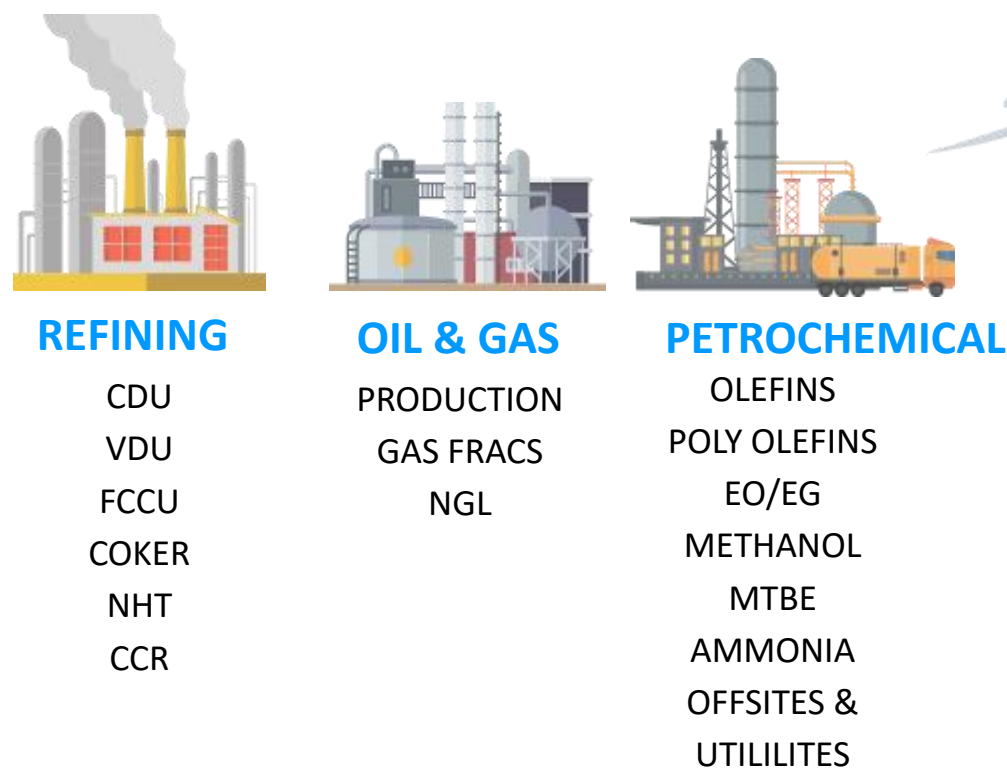 REFINING
CDU
VDU
FCCU
COKER
NHT
CCR
OIL & GAS
PRODUCTION
GAS FRACS
NGL
PETROCHEMICAL
OLEFINS
POLY OLEFINS
EO/EG
METHANOL
MTBE
AMMONIA
OFFSITES &
UTILILITES